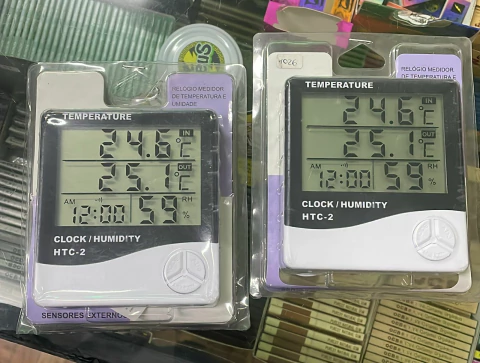 RELÓGIO MEDIDOR
DE TEMPERATURA E
UMIDADE
TEMPERATURE
24.6°C IN
25.1°C OUT
AM RH
12:00 59%
CLOCK/HUMIDITY
HTC-2
SENSORES EXTERNO
4026
RELÓGIO MEDIDOR
DE TEMPERATURA E
TEMPERATURE
24.6°C IN
25.1°C OUT
AM RH
12:00 59%
CLOCK/HUMIDITY
HTC-2